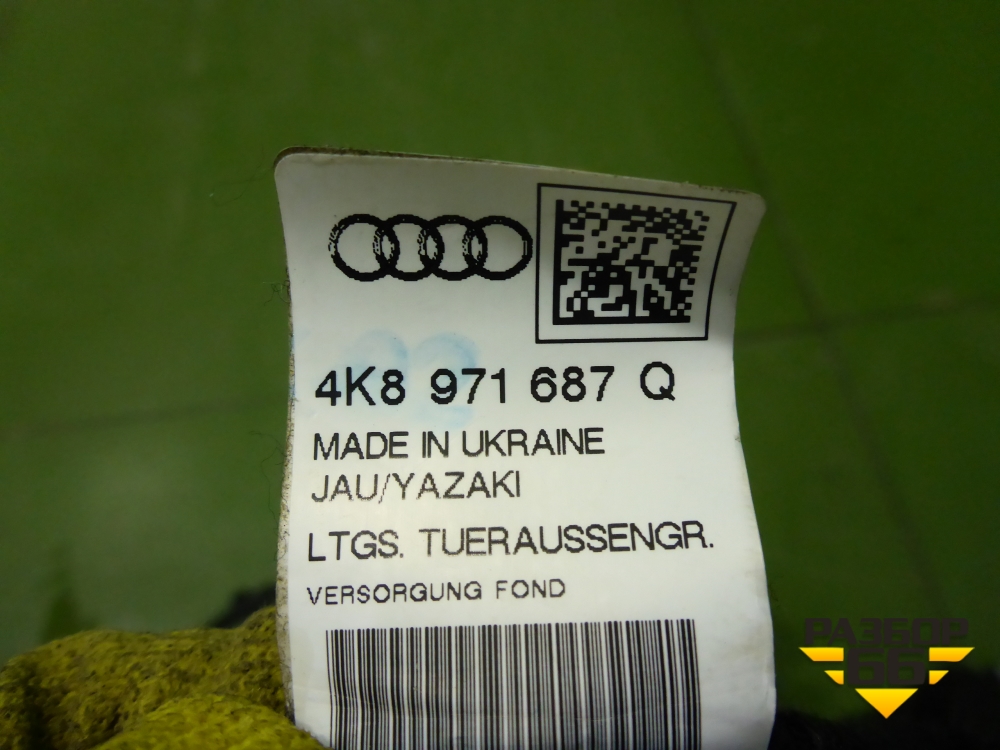 4K8 971 687 Q
MADE IN UKRAINE
JAU/YAZAKI
LTGS. TUERAUSSENGR.
VERSORGUNG FOND
РАЗБОР
66